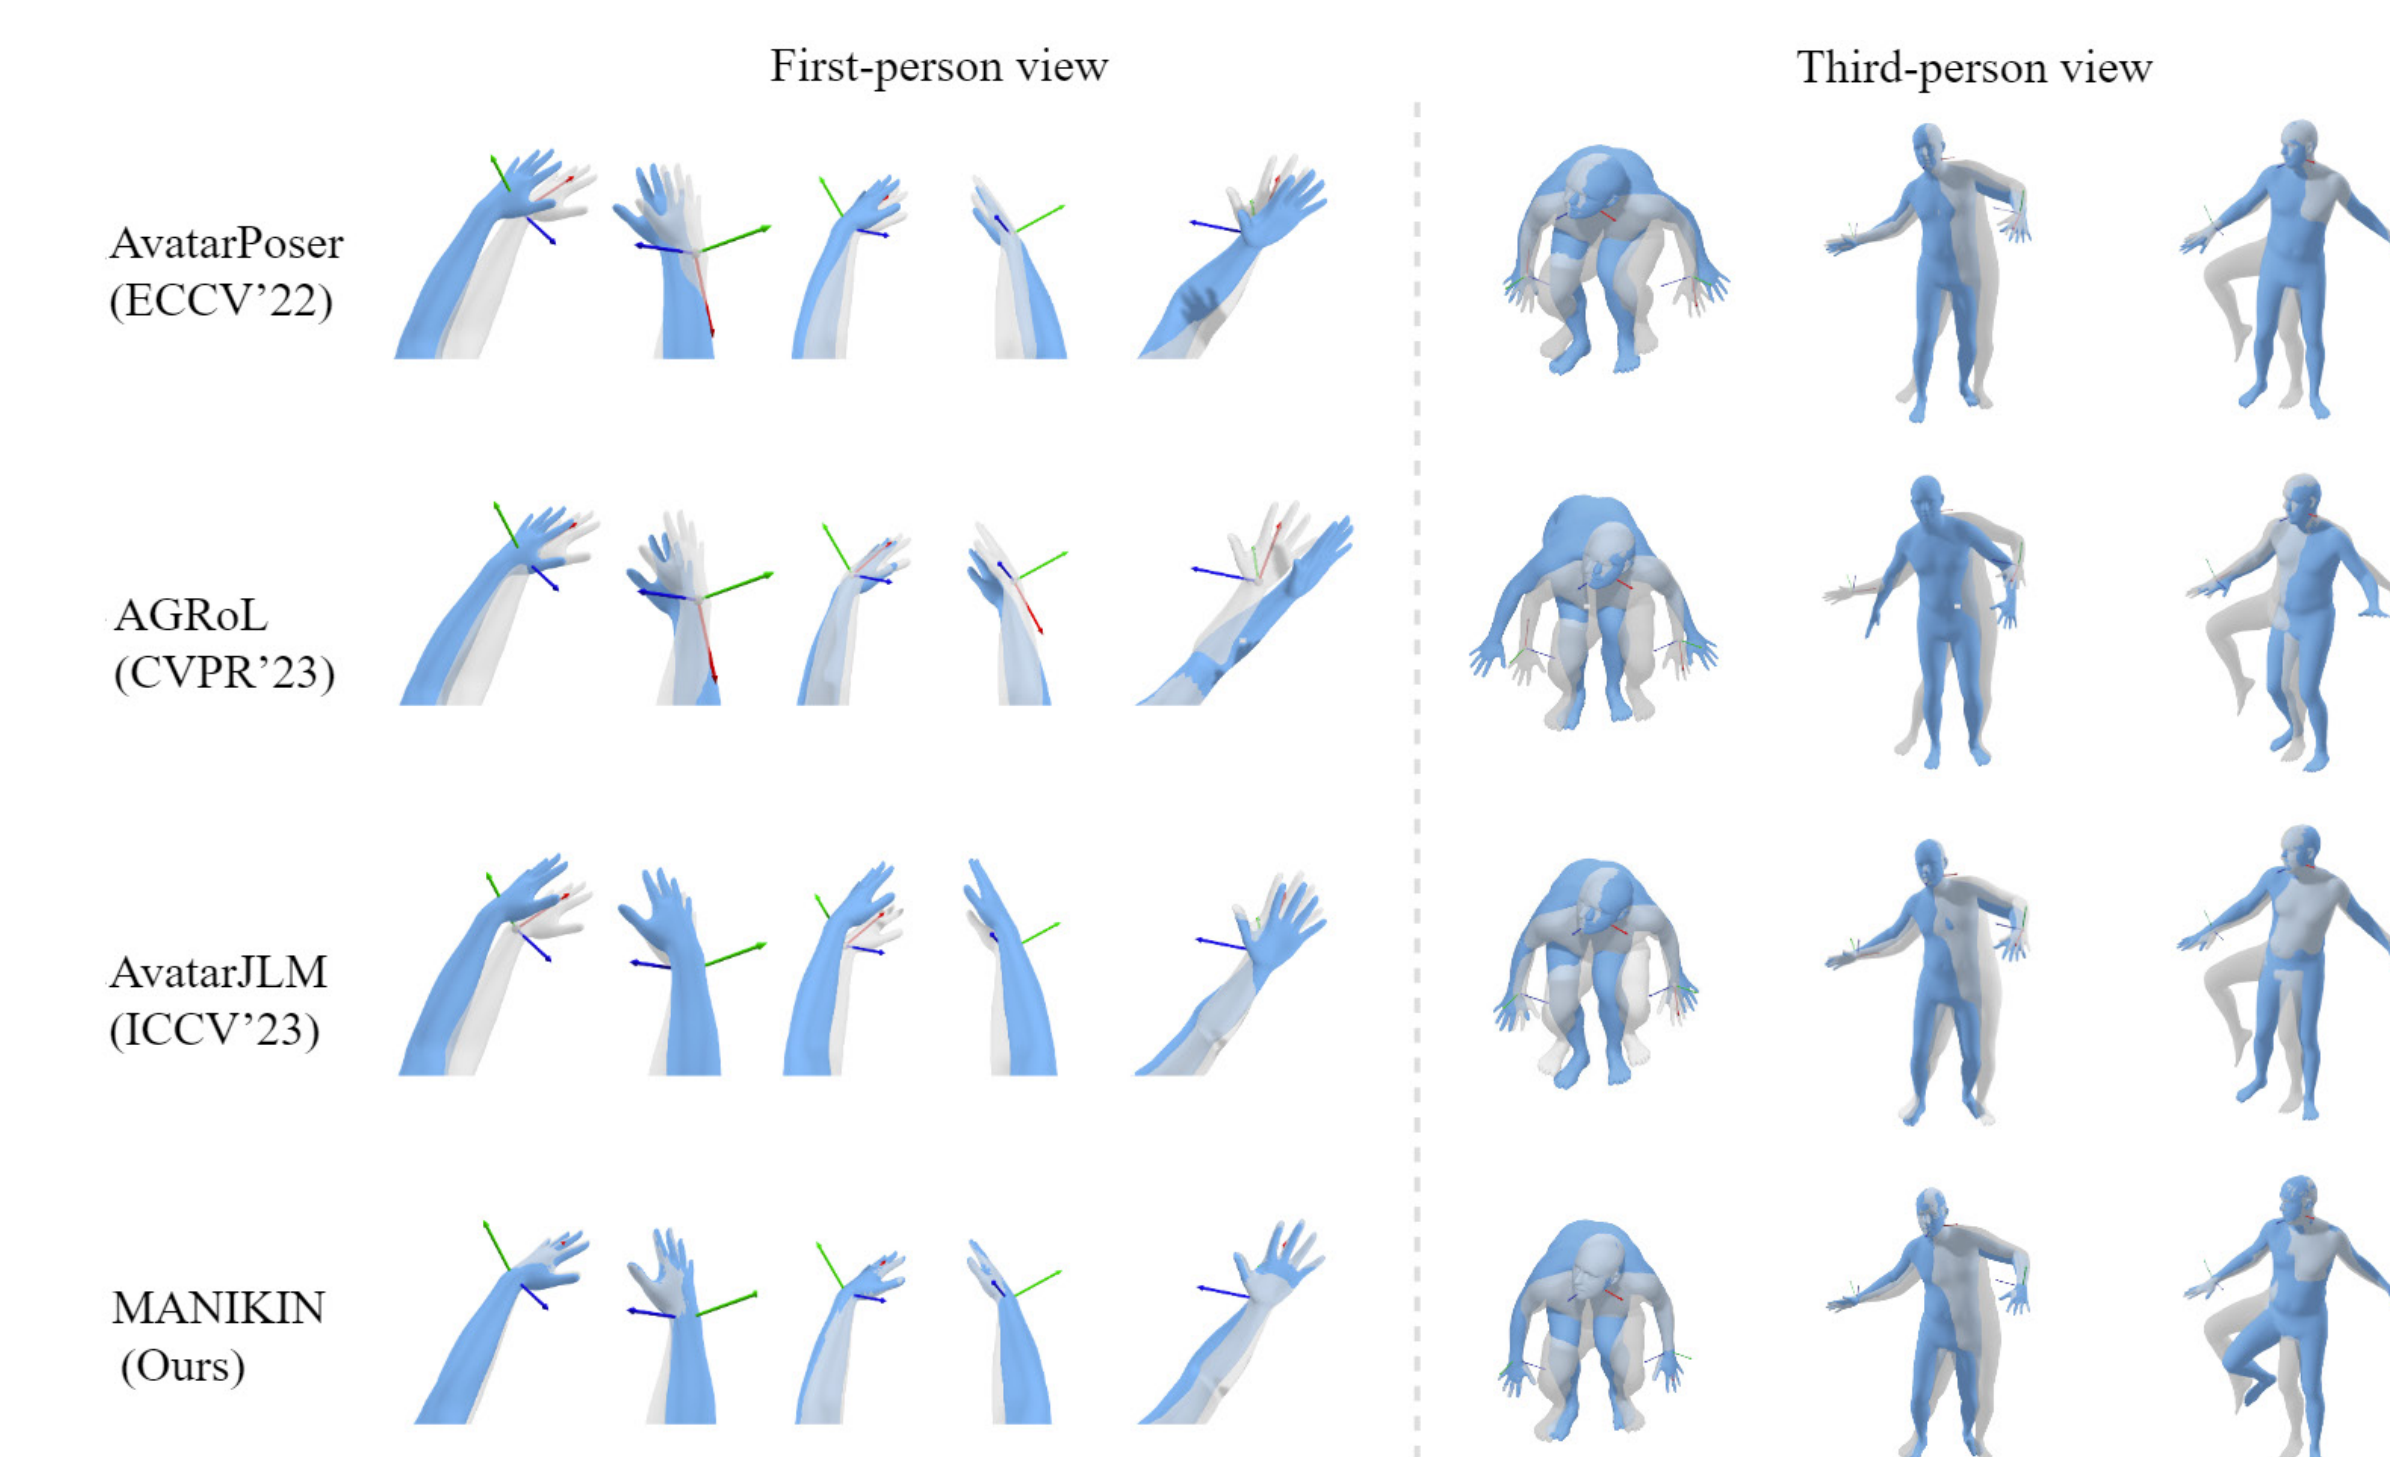 First-person view
Third-person view
AvatarPoser
(ECCV’22)
AGRoL
(CVPR’23)
AvatarJLM
(ICCV’23)
MANIKIN
(Ours)